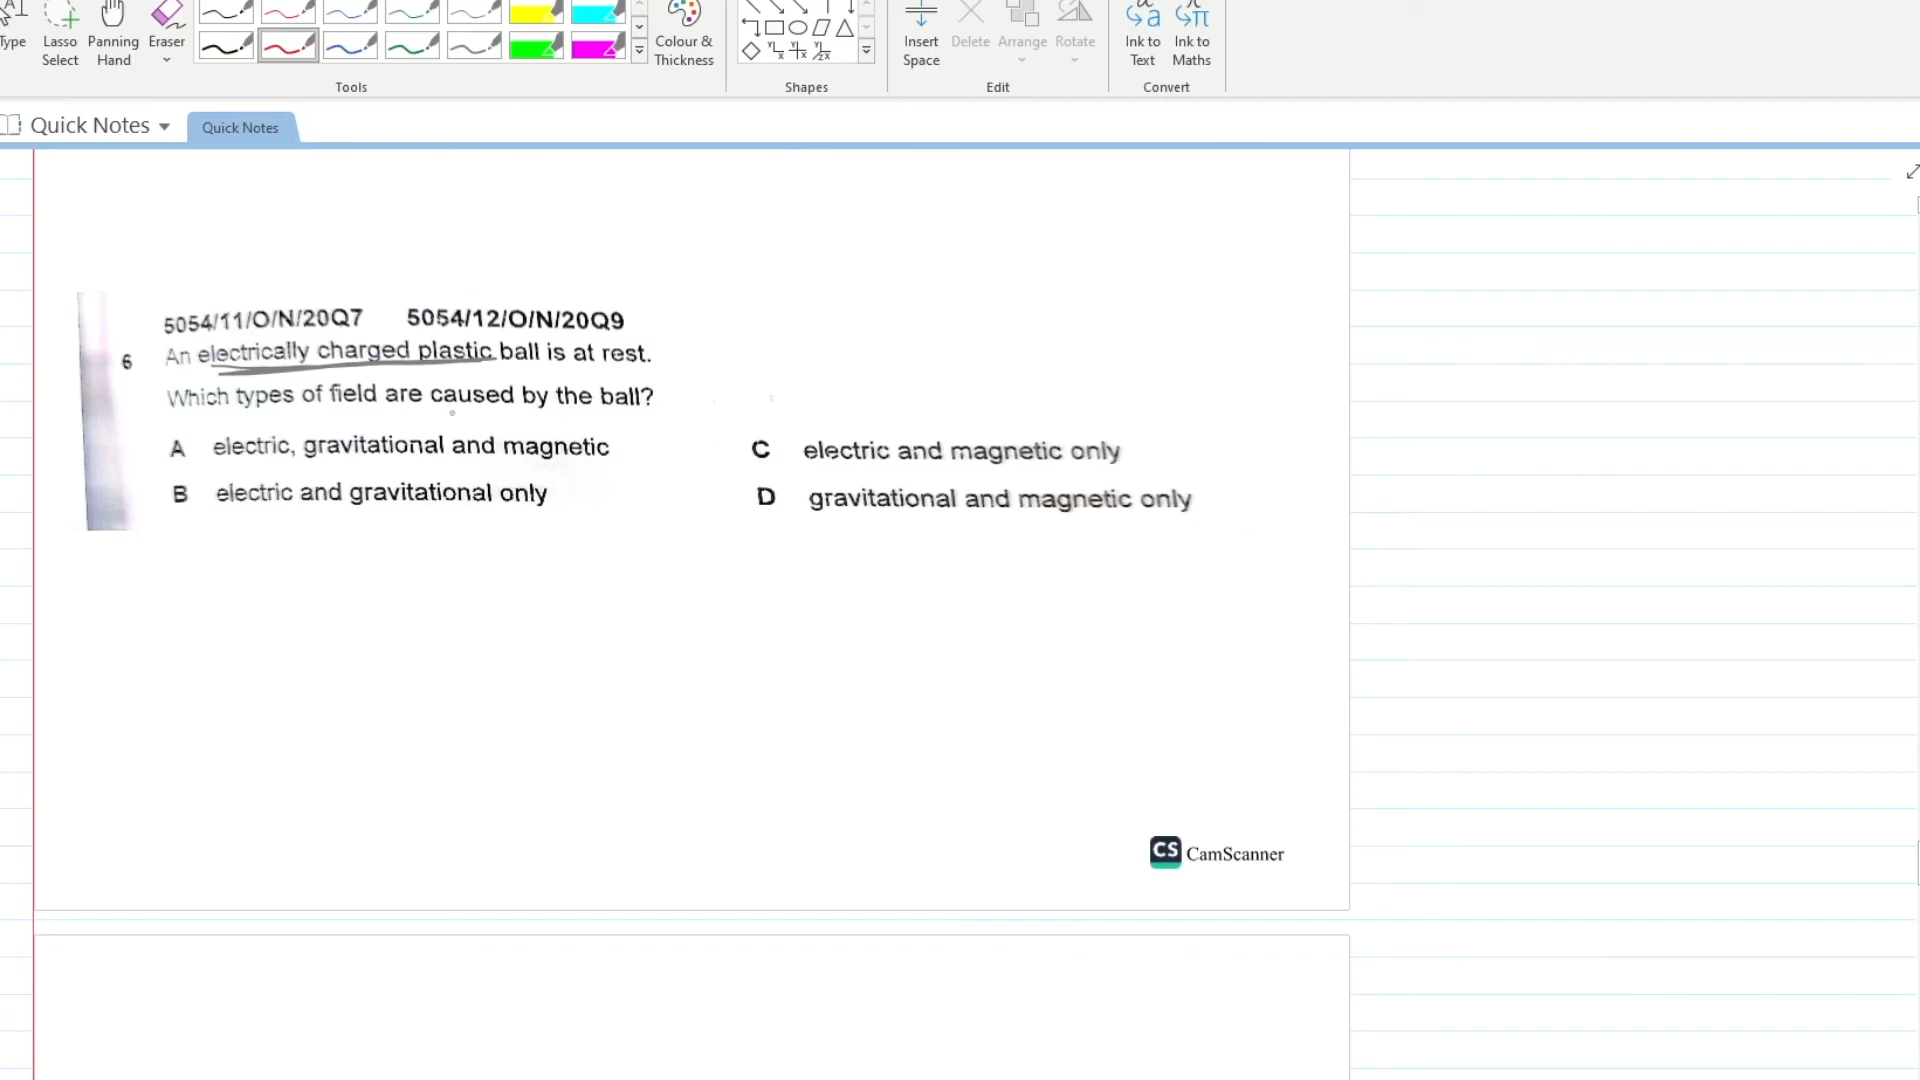 Type
Lasso Select
Panning Hand
Eraser
Colour & Thickness
Insert Space
Delete
Arrange
Rotate
Ink to Text
Ink to Maths
Tools
Shapes
Edit
Convert
Quick Notes
Quick Notes
5054/11/O/N/20Q7 5054/12/O/N/20Q9
6 An electrically charged plastic ball is at rest.
Which types of field are caused by the ball?
A electric, gravitational and magnetic
C electric and magnetic only
B electric and gravitational only
D gravitational and magnetic only
CS CamScanner